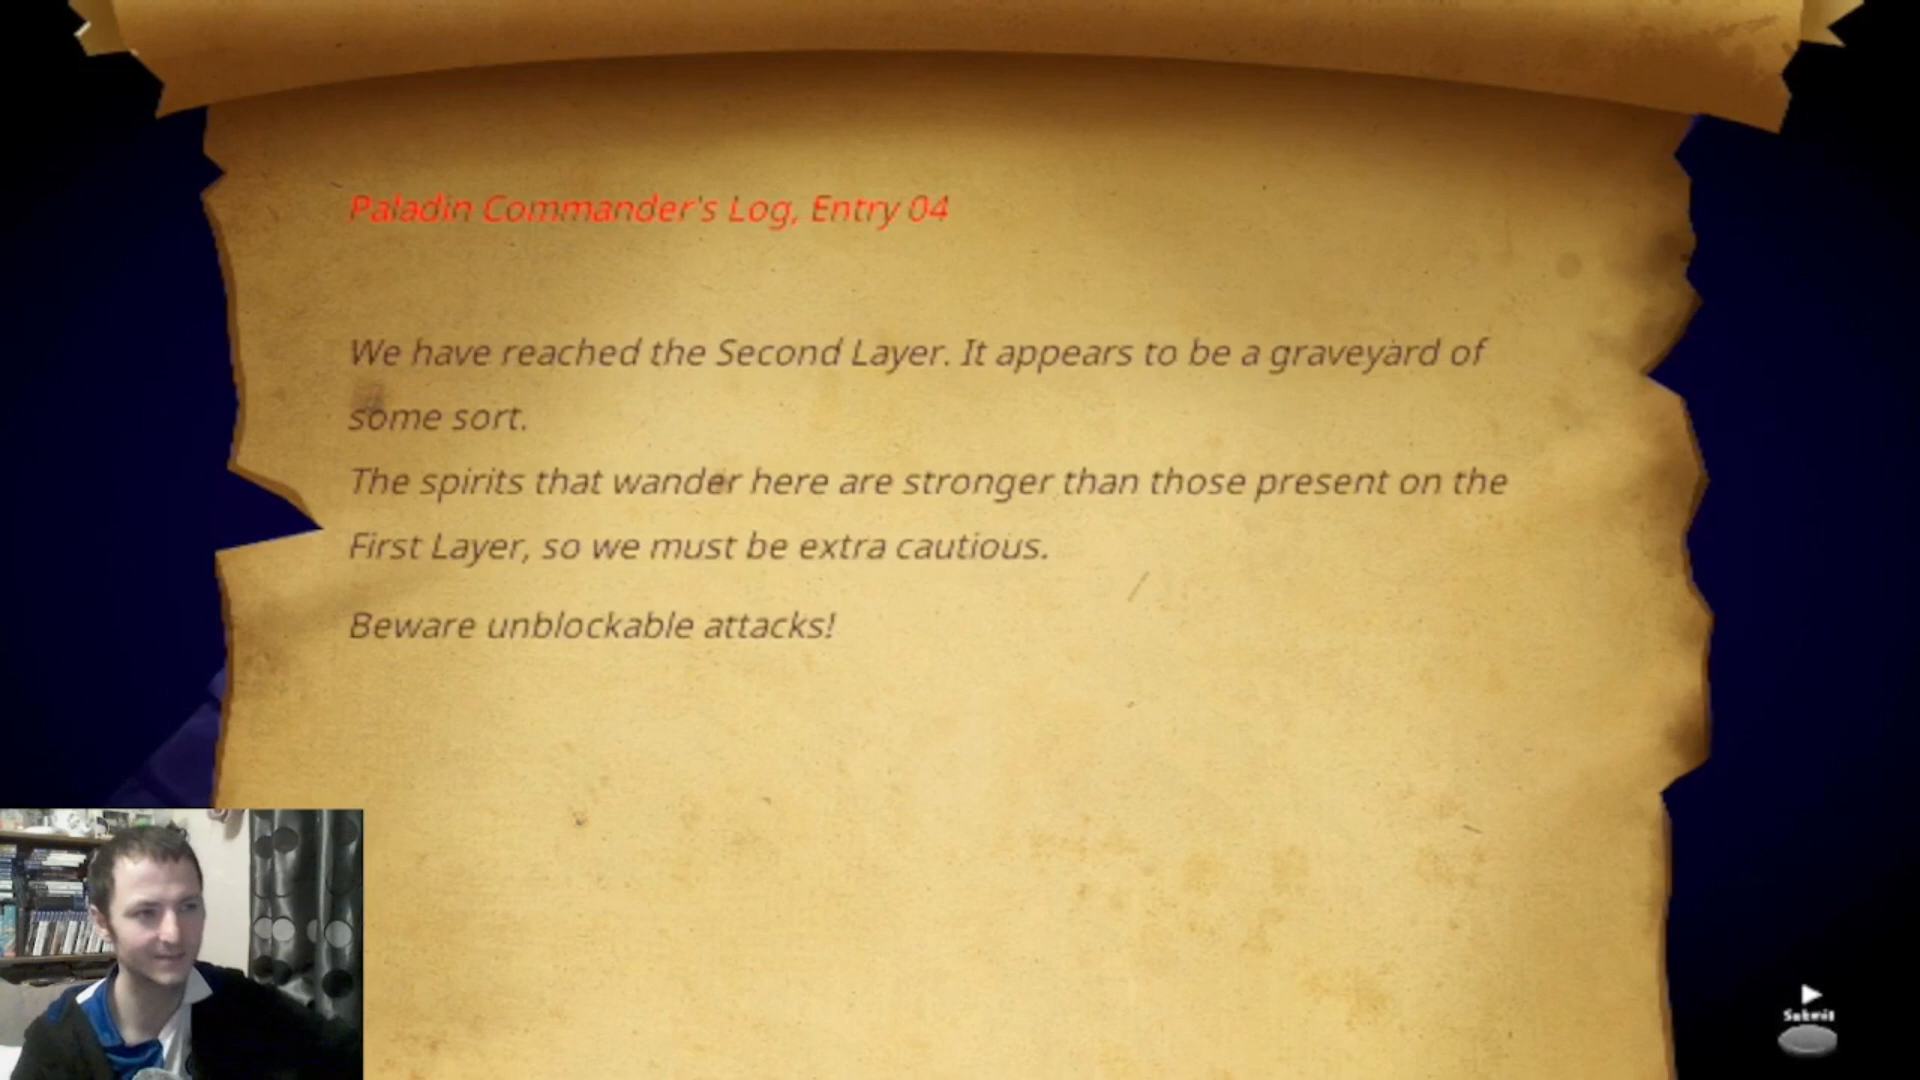 Paladin Commander's Log, Entry 04
We have reached the Second Layer. It appears to be a graveyard of
some sort.
The spirits that wander here are stronger than those present on the
First Layer, so we must be extra cautious.
Beware unblockable attacks!
Submit